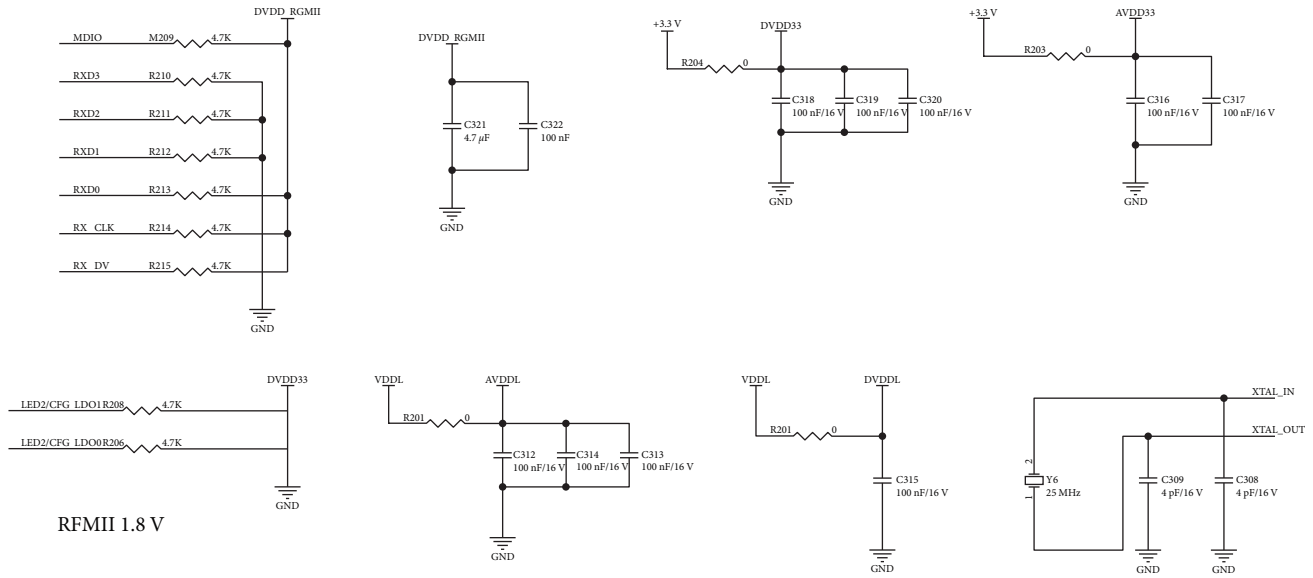 DVDD_RGMII
MDIO M209 4.7K
RXD3 R210 4.7K
RXD2 R211 4.7K
RXD1 R212 4.7K
RXD0 R213 4.7K
RX_CLK R214 4.7K
RX_DV R215 4.7K
GND
DVDD_RGMII
C321
4.7 μF
C322
100 nF
GND
+3.3 V
DVDD33
R204 0
C318
100 nF/16 V
C319
100 nF/16 V
C320
100 nF/16 V
GND
+3.3 V
AVDD33
R203 0
C316
100 nF/16 V
C317
100 nF/16 V
GND
DVDD33
LED2/CFG_LDO1 R208 4.7K
LED2/CFG_LDO0 R206 4.7K
GND
RFMII 1.8 V
VDDL
AVDDL
R201 0
C312
100 nF/16 V
C314
100 nF/16 V
C313
100 nF/16 V
GND
VDDL
DVDDL
R201 0
C315
100 nF/16 V
GND
XTAL_IN
XTAL_OUT
2
1
Y6
25 MHz
C309
4 pF/16 V
C308
4 pF/16 V
GND
GND